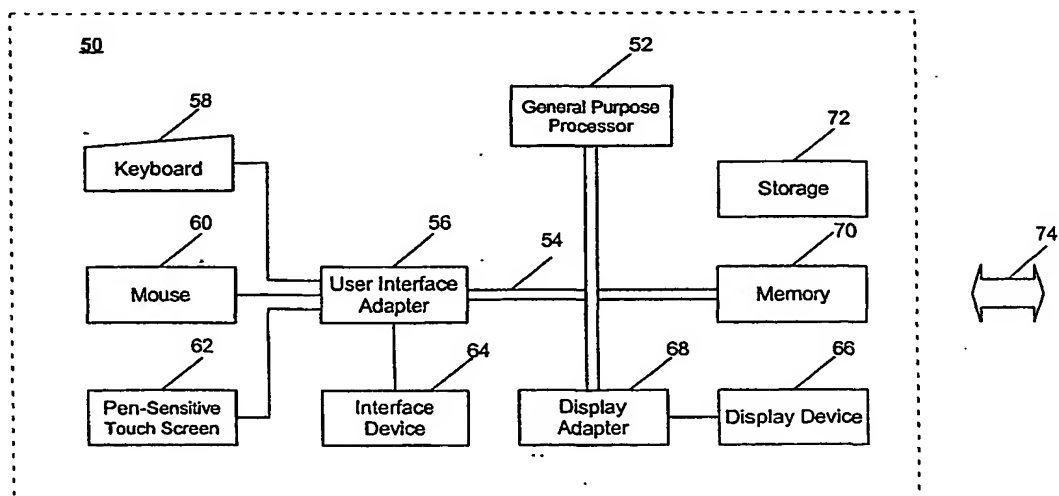 50
52
General Purpose
Processor
58
Keyboard
72
Storage
60
Mouse
56
User Interface
Adapter
54
70
Memory
74
62
Pen-Sensitive
Touch Screen
64
Interface
Device
68
Display
Adapter
66
Display Device